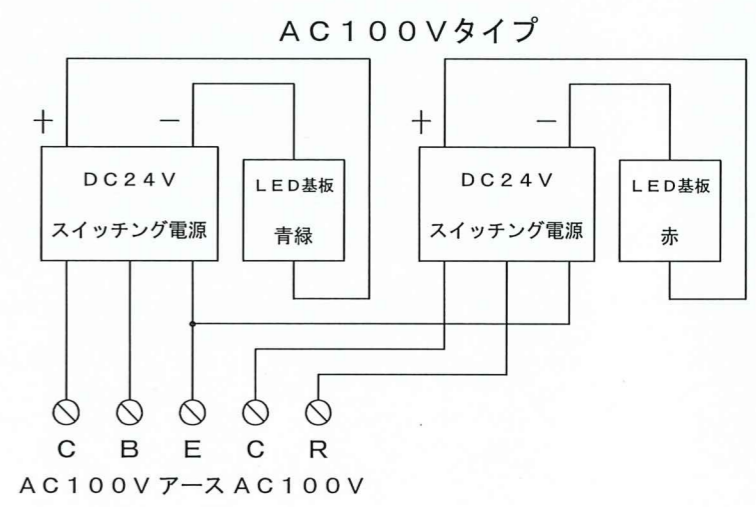 AC100Vタイプ
+ − + −
DC24V
スイッチング電源
LED基板
青緑
DC24V
スイッチング電源
LED基板
赤
C B E C R
AC100V アース AC100V